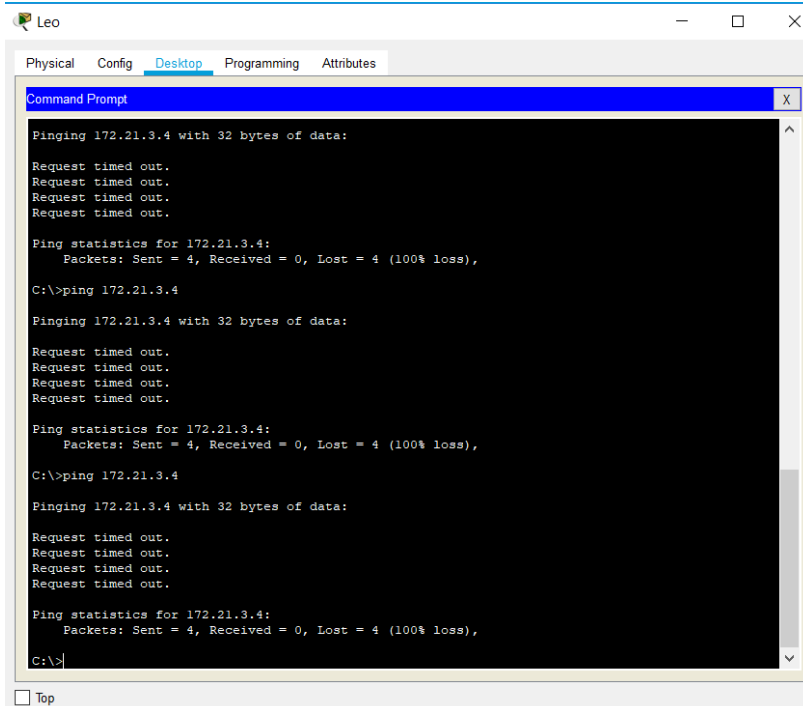 Leo
Physical Config Desktop Programming Attributes
Command Prompt X
Pinging 172.21.3.4 with 32 bytes of data:
Request timed out.
Request timed out.
Request timed out.
Request timed out.
Ping statistics for 172.21.3.4:
Packets: Sent = 4, Received = 0, Lost = 4 (100% loss),
C:\>ping 172.21.3.4
Pinging 172.21.3.4 with 32 bytes of data:
Request timed out.
Request timed out.
Request timed out.
Request timed out.
Ping statistics for 172.21.3.4:
Packets: Sent = 4, Received = 0, Lost = 4 (100% loss),
C:\>ping 172.21.3.4
Pinging 172.21.3.4 with 32 bytes of data:
Request timed out.
Request timed out.
Request timed out.
Request timed out.
Ping statistics for 172.21.3.4:
Packets: Sent = 4, Received = 0, Lost = 4 (100% loss),
C:\>
Top